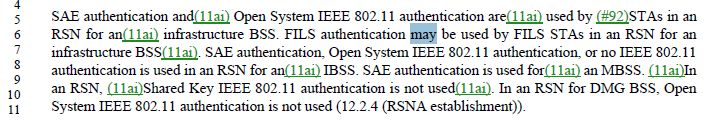 4
5 SAE authentication and(11ai) Open System IEEE 802.11 authentication are(11ai) used by (#92)STAs in an
6 RSN for an(11ai) infrastructure BSS. FILS authentication may be used by FILS STAs in an RSN for an
7 infrastructure BSS(11ai). SAE authentication, Open System IEEE 802.11 authentication, or no IEEE 802.11
8 authentication is used in an RSN for an(11ai) IBSS. SAE authentication is used for(11ai) an MBSS. (11ai)In
9 an RSN, (11ai)Shared Key IEEE 802.11 authentication is not used(11ai). In an RSN for DMG BSS, Open
10 System IEEE 802.11 authentication is not used (12.2.4 (RSNA establishment)).
11